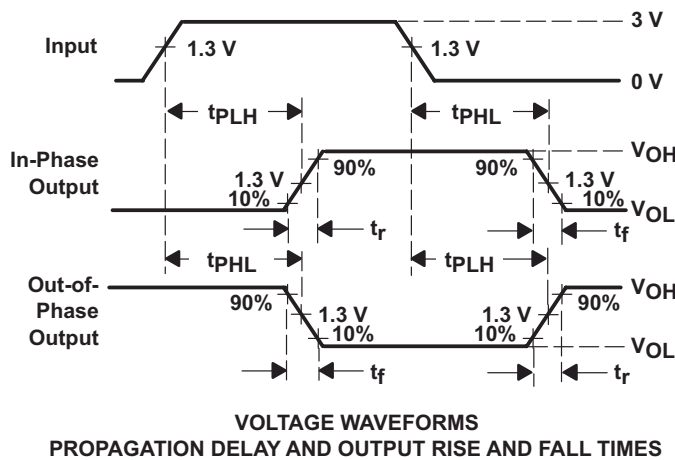 Input
1.3 V
1.3 V
3 V
0 V
tPLH
tPHL
In-Phase
Output
1.3 V
10%
90%
90%
1.3 V
10%
VOH
VOL
tr
tf
tPHL
tPLH
Out-of-
Phase
Output
90%
1.3 V
10%
1.3 V
10%
90%
VOH
VOL
tf
tr
VOLTAGE WAVEFORMS
PROPAGATION DELAY AND OUTPUT RISE AND FALL TIMES